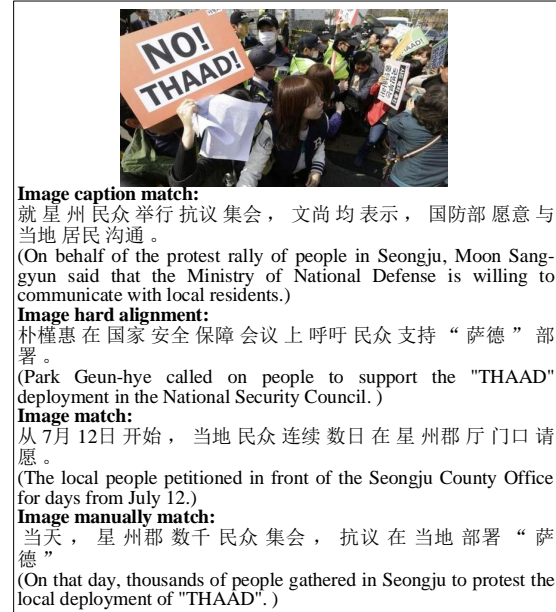 NO!
THAAD!
Image caption match:
就 星 州 民众 举行 抗议 集会 ， 文尚 均 表示 ， 国防部 愿意 与
当地 居民 沟通 。
(On behalf of the protest rally of people in Seongju, Moon Sang-
gyun said that the Ministry of National Defense is willing to
communicate with local residents.)
Image hard alignment:
朴槿惠 在 国家 安全 保障 会议 上 呼吁 民众 支持 “ 萨德 ” 部
署 。
(Park Geun-hye called on people to support the "THAAD"
deployment in the National Security Council. )
Image match:
从 7月 12日 开始 ， 当地 民众 连续 数日 在 星 州郡 厅 门口 请
愿 。
(The local people petitioned in front of the Seongju County Office
for days from July 12.)
Image manually match:
当天 ， 星 州郡 数千 民众 集会 ， 抗议 在 当地 部署 “ 萨
德 ”
(On that day, thousands of people gathered in Seongju to protest the
local deployment of "THAAD". )